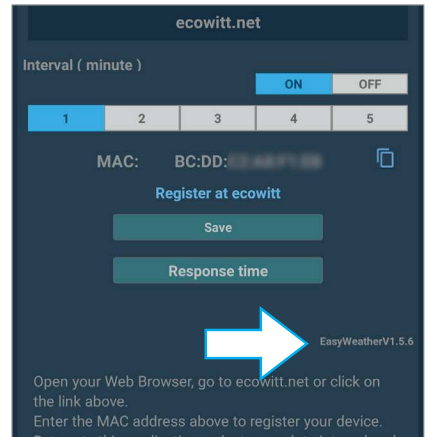 ecowitt.net
Interval ( minute )
ON OFF
1 2 3 4 5
MAC: BC:DD:
Register at ecowitt
Save
Response time
EasyWeatherV1.5.6
Open your Web Browser, go to ecowitt.net or click on
the link above.
Enter the MAC address above to register your device.